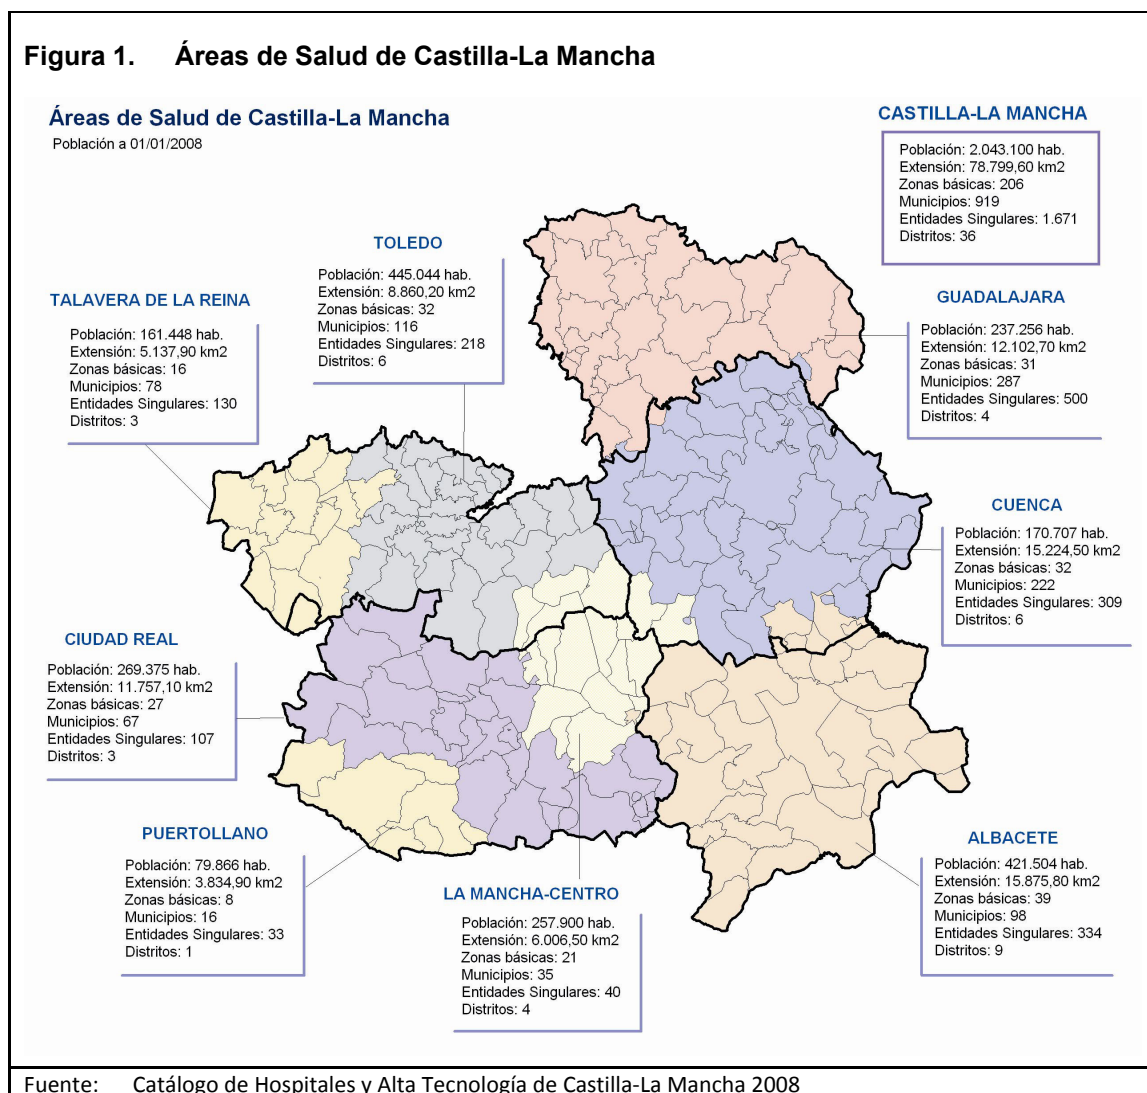 Figura 1. Áreas de Salud de Castilla-La Mancha
Áreas de Salud de Castilla-La Mancha
Población a 01/01/2008
CASTILLA-LA MANCHA
Población: 2.043.100 hab.
Extensión: 78.799,60 km2
Zonas básicas: 206
Municipios: 919
Entidades Singulares: 1.671
Distritos: 36
TOLEDO
Población: 445.044 hab.
Extensión: 8.860,20 km2
Zonas básicas: 32
Municipios: 116
Entidades Singulares: 218
Distritos: 6
TALAVERA DE LA REINA
Población: 161.448 hab.
Extensión: 5.137,90 km2
Zonas básicas: 16
Municipios: 78
Entidades Singulares: 130
Distritos: 3
GUADALAJARA
Población: 237.256 hab.
Extensión: 12.102,70 km2
Zonas básicas: 31
Municipios: 287
Entidades Singulares: 500
Distritos: 4
CUENCA
Población: 170.707 hab.
Extensión: 15.224,50 km2
Zonas básicas: 32
Municipios: 222
Entidades Singulares: 309
Distritos: 6
CIUDAD REAL
Población: 269.375 hab.
Extensión: 11.757,10 km2
Zonas básicas: 27
Municipios: 67
Entidades Singulares: 107
Distritos: 3
PUERTOLLANO
Población: 79.866 hab.
Extensión: 3.834,90 km2
Zonas básicas: 8
Municipios: 16
Entidades Singulares: 33
Distritos: 1
LA MANCHA-CENTRO
Población: 257.900 hab.
Extensión: 6.006,50 km2
Zonas básicas: 21
Municipios: 35
Entidades Singulares: 40
Distritos: 4
ALBACETE
Población: 421.504 hab.
Extensión: 15.875,80 km2
Zonas básicas: 39
Municipios: 98
Entidades Singulares: 334
Distritos: 9
Fuente: Catálogo de Hospitales y Alta Tecnología de Castilla-La Mancha 2008